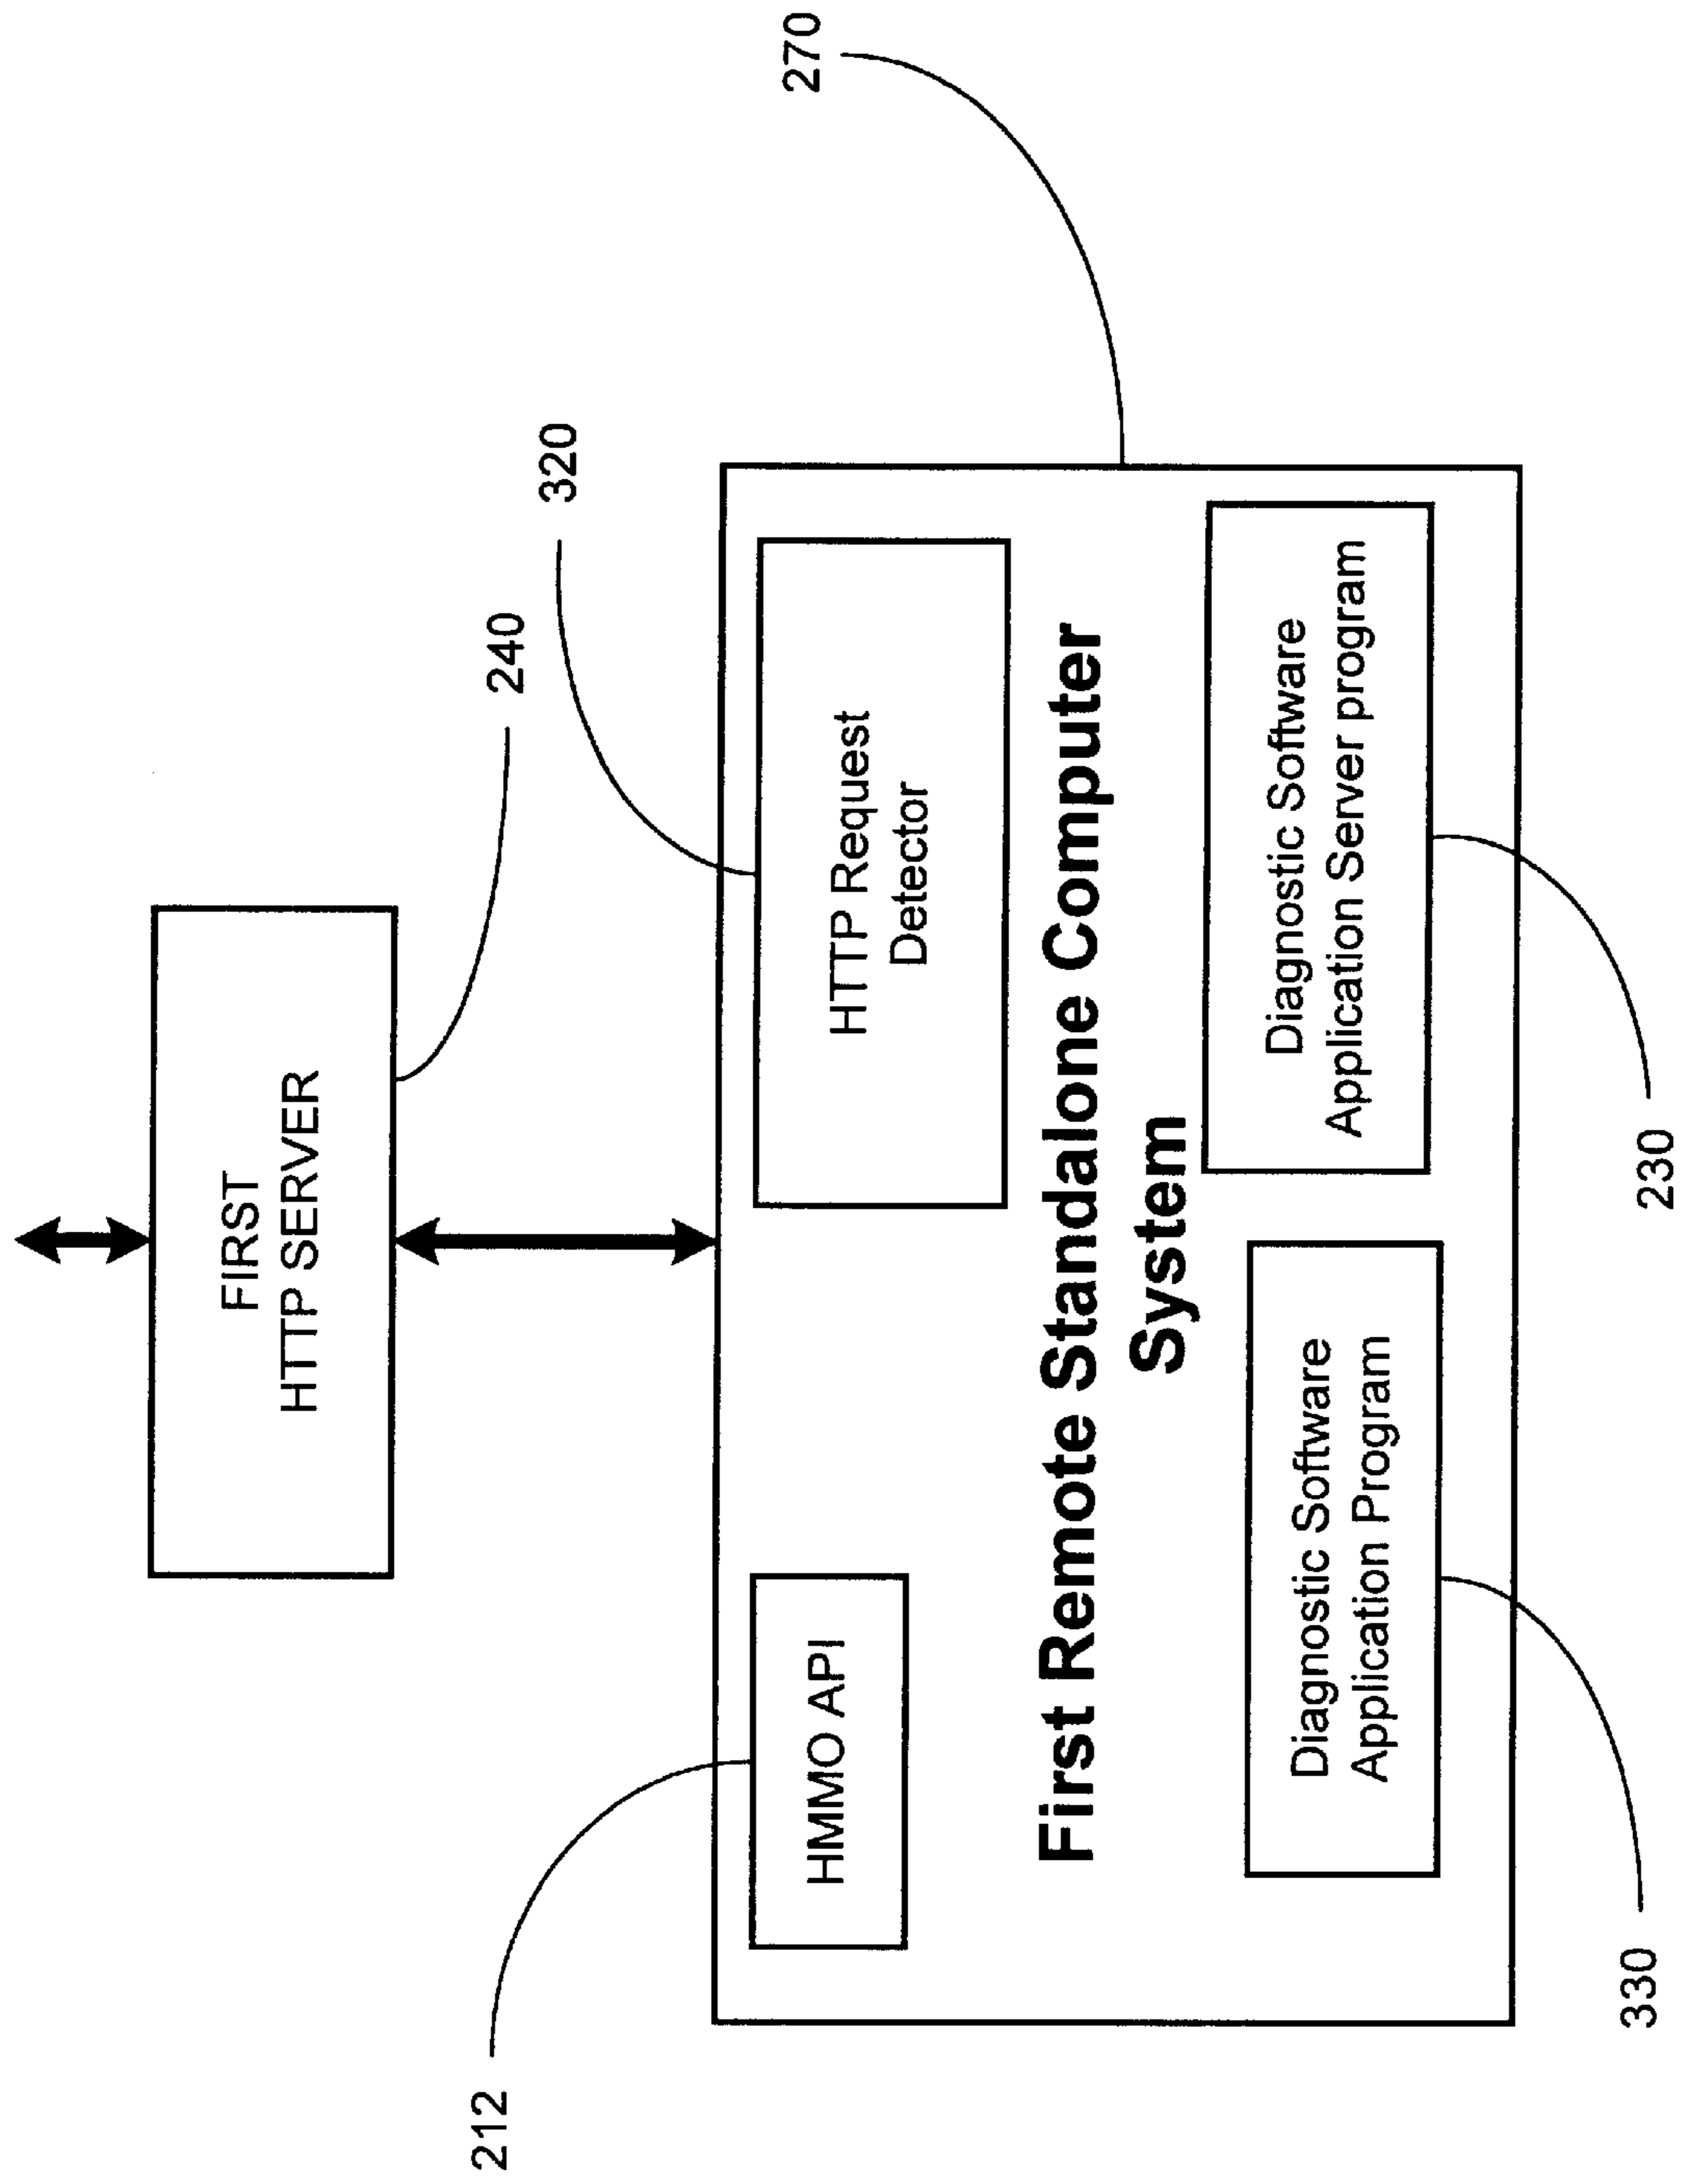 FIRST
HTTP SERVER
240
320
270
212
HMMO API
HTTP Request
Detector
First Remote Standalone Computer
System
Diagnostic Software
Application Program
Diagnostic Software
Application Server program
330
230